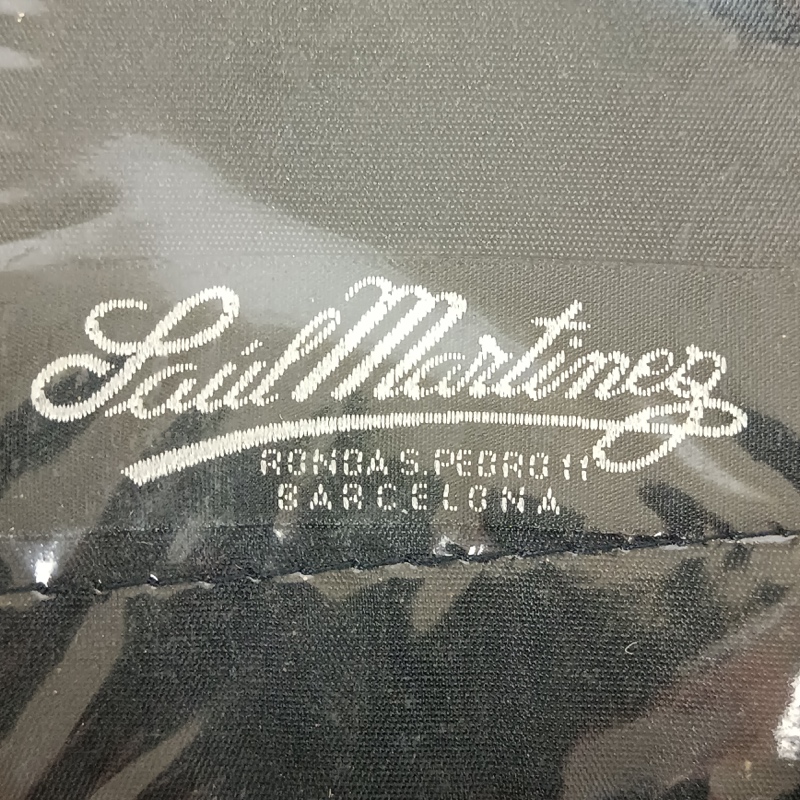 Saúl Martinez
RONDA S. PEDRO 11
BARCELONA